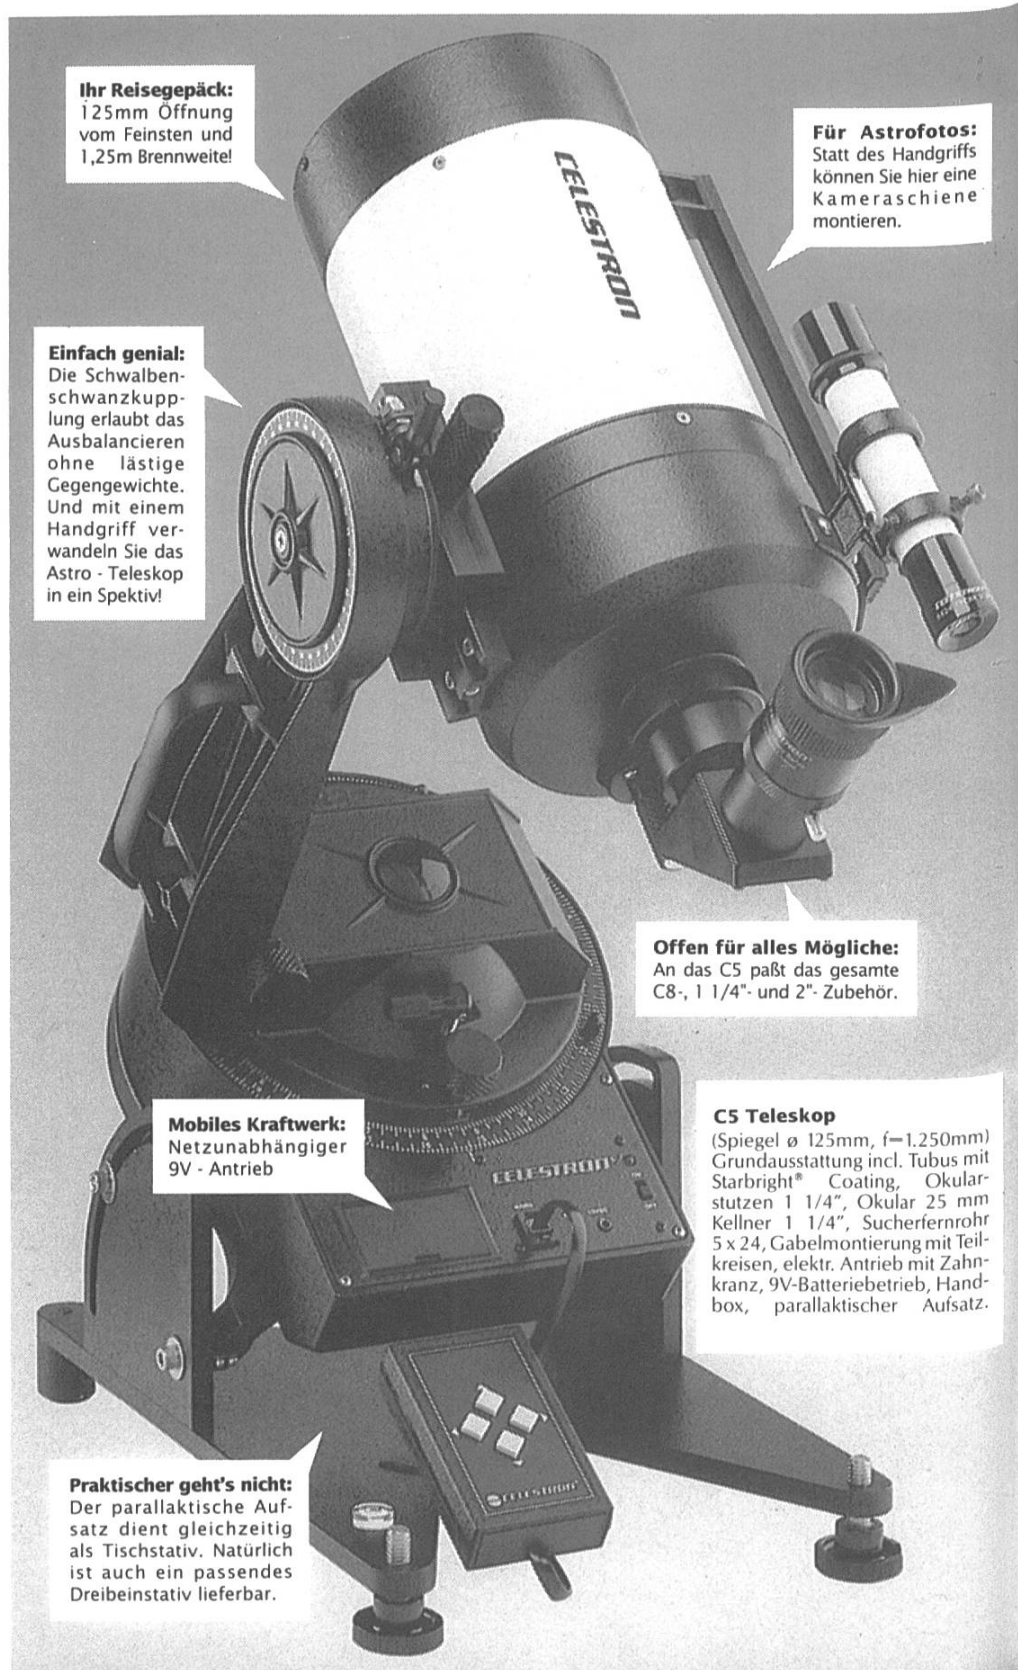 Ihr Reisegepäck:
125mm Öffnung
vom Feinsten und
1,25m Brennweite!
CELESTRON
Für Astrofotos:
Statt des Handgriffs
können Sie hier eine
Kameraschiene
montieren.
Einfach genial:
Die Schwalben-
schwanzkupp-
lung erlaubt das
Ausbalancieren
ohne lästige
Gegengewichte.
Und mit einem
Handgriff ver-
wandeln Sie das
Astro - Teleskop
in ein Spektiv!
Offen für alles Mögliche:
An das C5 paßt das gesamte
C8-, 1 1/4"- und 2"- Zubehör.
Mobiles Kraftwerk:
Netzunabhängiger
9V - Antrieb
CELESTRON
C5 Teleskop
(Spiegel ø 125mm, f=1.250mm)
Grundausstattung incl. Tubus mit
Starbright® Coating, Okular-
stutzen 1 1/4", Okular 25 mm
Kellner 1 1/4", Sucherfernrohr
5 x 24, Gabelmontierung mit Teil-
kreisen, elektr. Antrieb mit Zahn-
kranz, 9V-Batteriebetrieb, Hand-
box, parallaktischer Aufsatz.
CELESTRON
Praktischer geht's nicht:
Der parallaktische Auf-
satz dient gleichzeitig
als Tischstativ. Natürlich
ist auch ein passendes
Dreibeinstativ lieferbar.